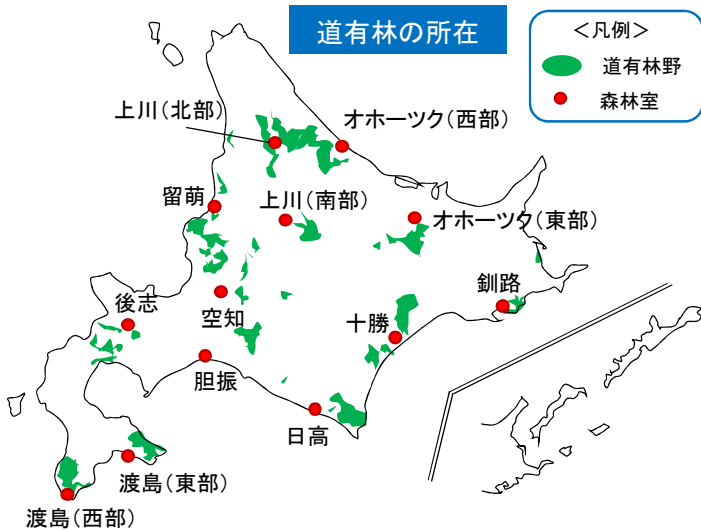 道有林の所在
<凡例>
道有林野
森林室
上川(北部)
オホーツク(西部)
留萌
上川(南部)
オホーツク(東部)
後志
空知
釧路
十勝
胆振
日高
渡島(東部)
渡島(西部)